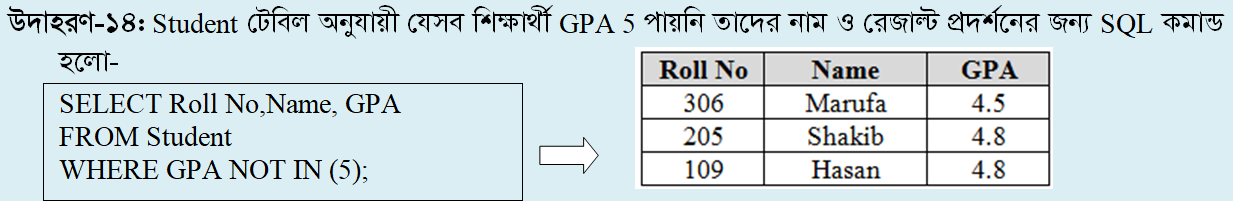 উদাহরণ-১৪: Student টেবিল অনুযায়ী যেসব শিক্ষার্থী GPA 5 পায়নি তাদের নাম ও রেজাল্ট প্রদর্শনের জন্য SQL কমান্ড
হলো-
SELECT Roll No,Name, GPA
FROM Student
WHERE GPA NOT IN (5);
Roll No Name GPA
306 Marufa 4.5
205 Shakib 4.8
109 Hasan 4.8